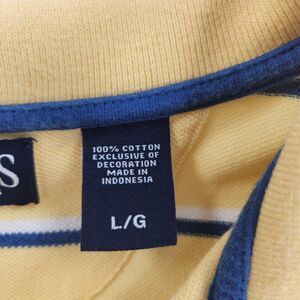 S
100% COTTON
EXCLUSIVE OF
DECORATION
MADE IN
INDONESIA
L/G